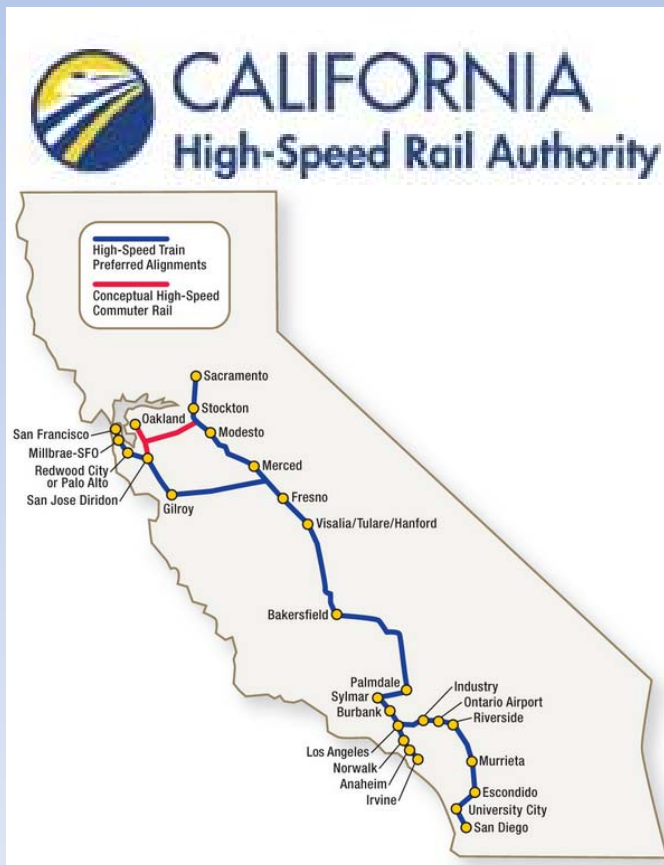 CALIFORNIA
High-Speed Rail Authority
High-Speed Train
Preferred Alignments
Conceptual High-Speed
Commuter Rail
Sacramento
Stockton
Oakland
San Francisco
Modesto
Millbrae-SFO
Redwood City
or Palo Alto
Merced
San Jose Diridon
Gilroy
Fresno
Visalia/Tulare/Hanford
Bakersfield
Palmdale
Sylmar
Industry
Burbank
Ontario Airport
Riverside
Los Angeles
Norwalk
Anaheim
Irvine
Murrieta
Escondido
University City
San Diego